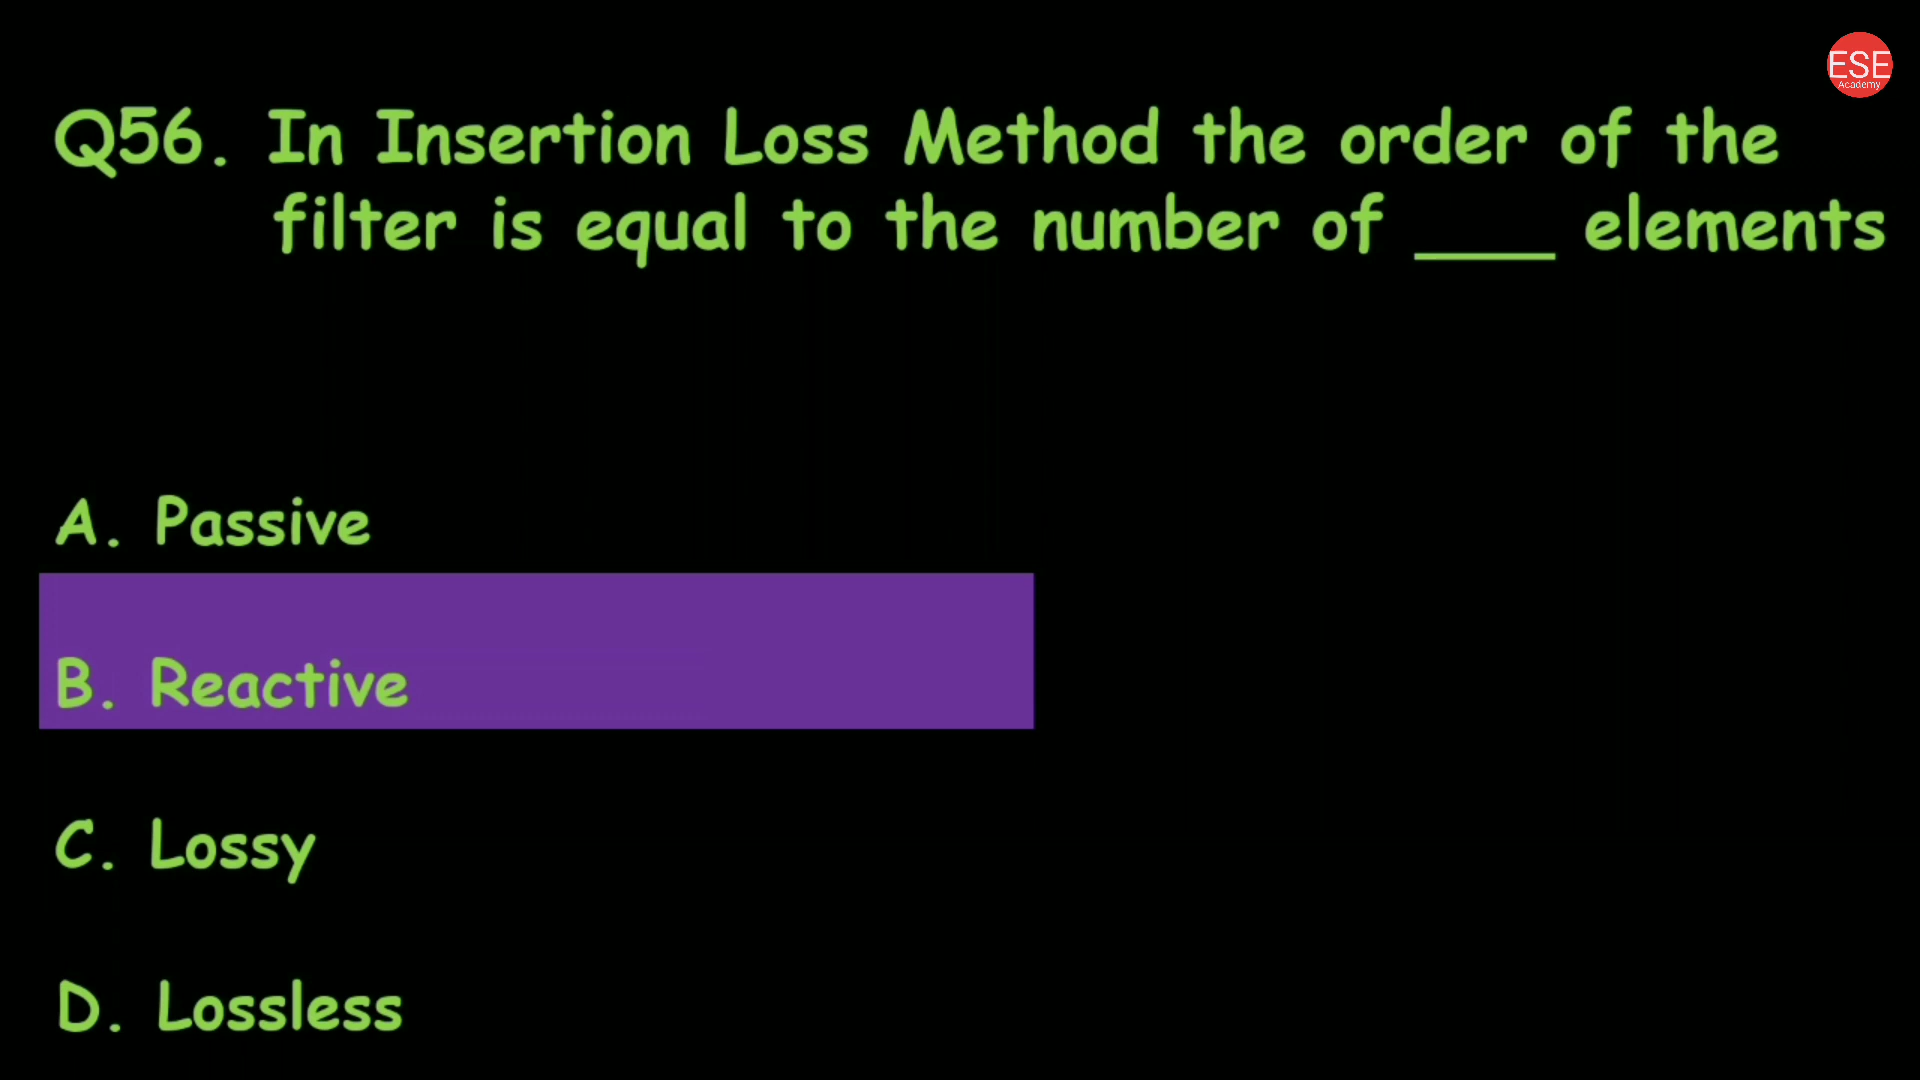 ESE
Academy
Q56. In Insertion Loss Method the order of the
filter is equal to the number of ____ elements
A. Passive
B. Reactive
C. Lossy
D. Lossless